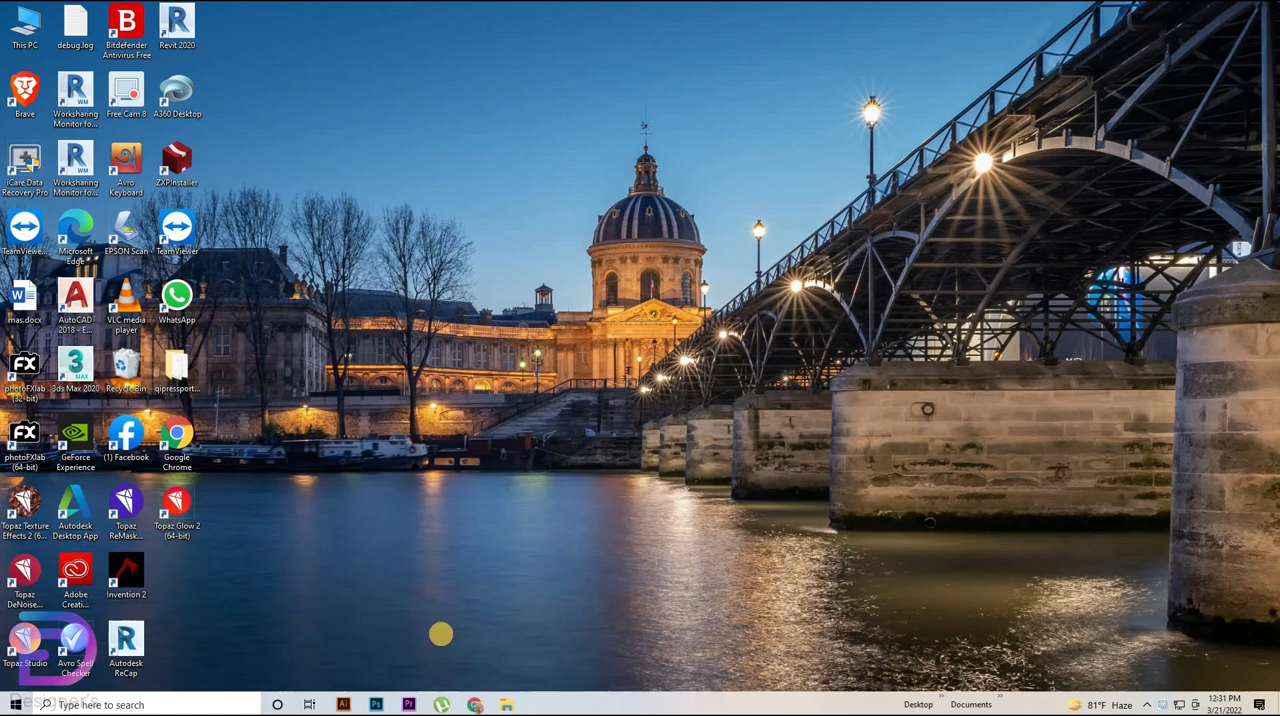 This PC
debug.log
Bitdefender
Antivirus Free
Revit 2020
Brave
Worksharing
Monitor fo...
Free Cam 8
A360 Desktop
iCare Data
Recovery Pro
Worksharing
Monitor fo...
Avro
Keyboard
ZXPInstaller
TeamViewe...
Microsoft
Edge
EPSON Scan
TeamViewer
mas.docx
AutoCAD
2018 - E...
VLC media
player
WhatsApp
photoFXlab
(32-bit)
3ds Max 2020
Recycle Bin
qipressport...
photoFXlab
(64-bit)
GeForce
Experience
(1) Facebook
Google
Chrome
Topaz Texture
Effects 2 (6...
Autodesk
Desktop App
Topaz
ReMask...
Topaz Glow 2
(64-bit)
Topaz
DeNoise...
Adobe
Creati...
Invention 2
Topaz Studio
Avro Spell
Checker
Autodesk
ReCap
Designer's
Type here to search
Desktop
Documents
81°F Haze
12:31 PM
3/21/2022